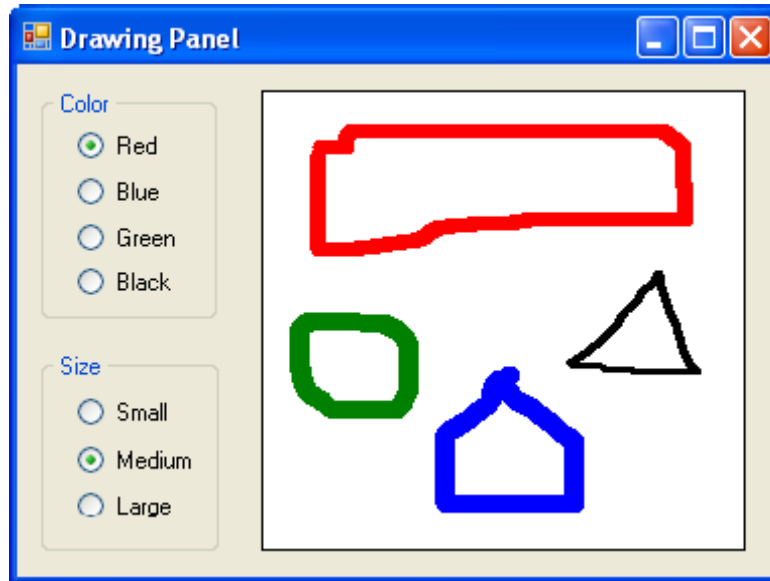 Drawing Panel
Color
Red
Blue
Green
Black
Size
Small
Medium
Large